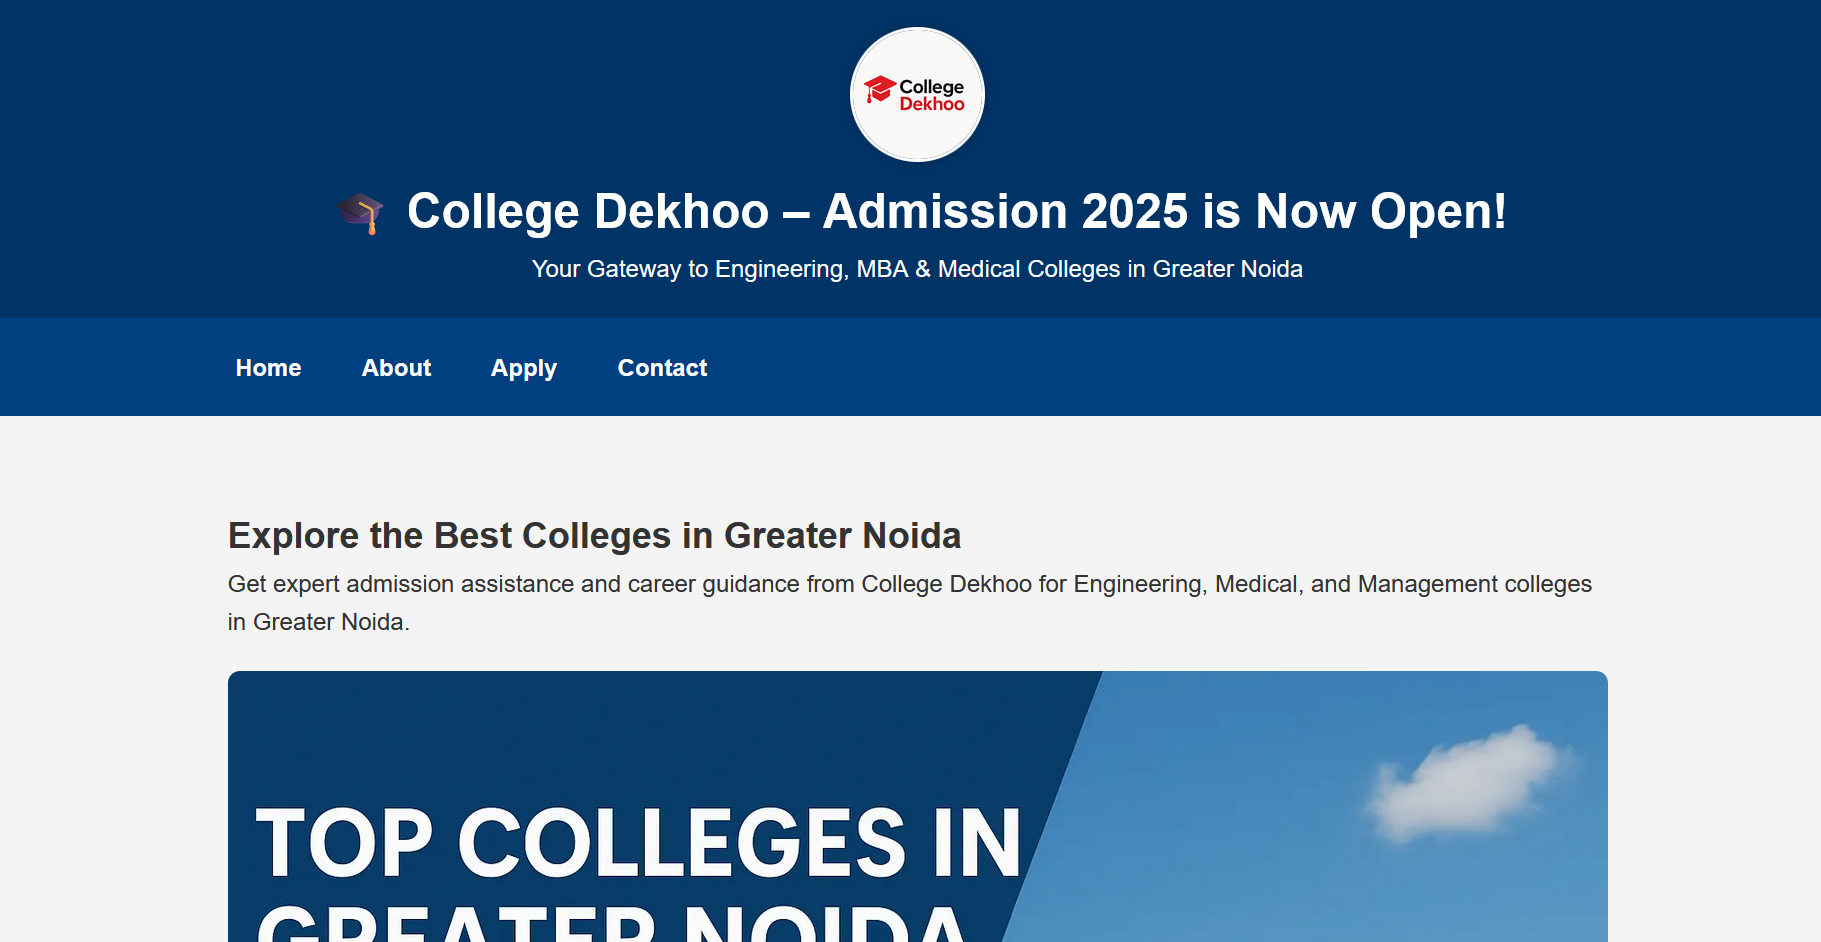 College
Dekhoo
🎓 College Dekhoo – Admission 2025 is Now Open!
Your Gateway to Engineering, MBA & Medical Colleges in Greater Noida
Home About Apply Contact
Explore the Best Colleges in Greater Noida
Get expert admission assistance and career guidance from College Dekhoo for Engineering, Medical, and Management colleges
in Greater Noida.
TOP COLLEGES IN
GREATER NOIDA